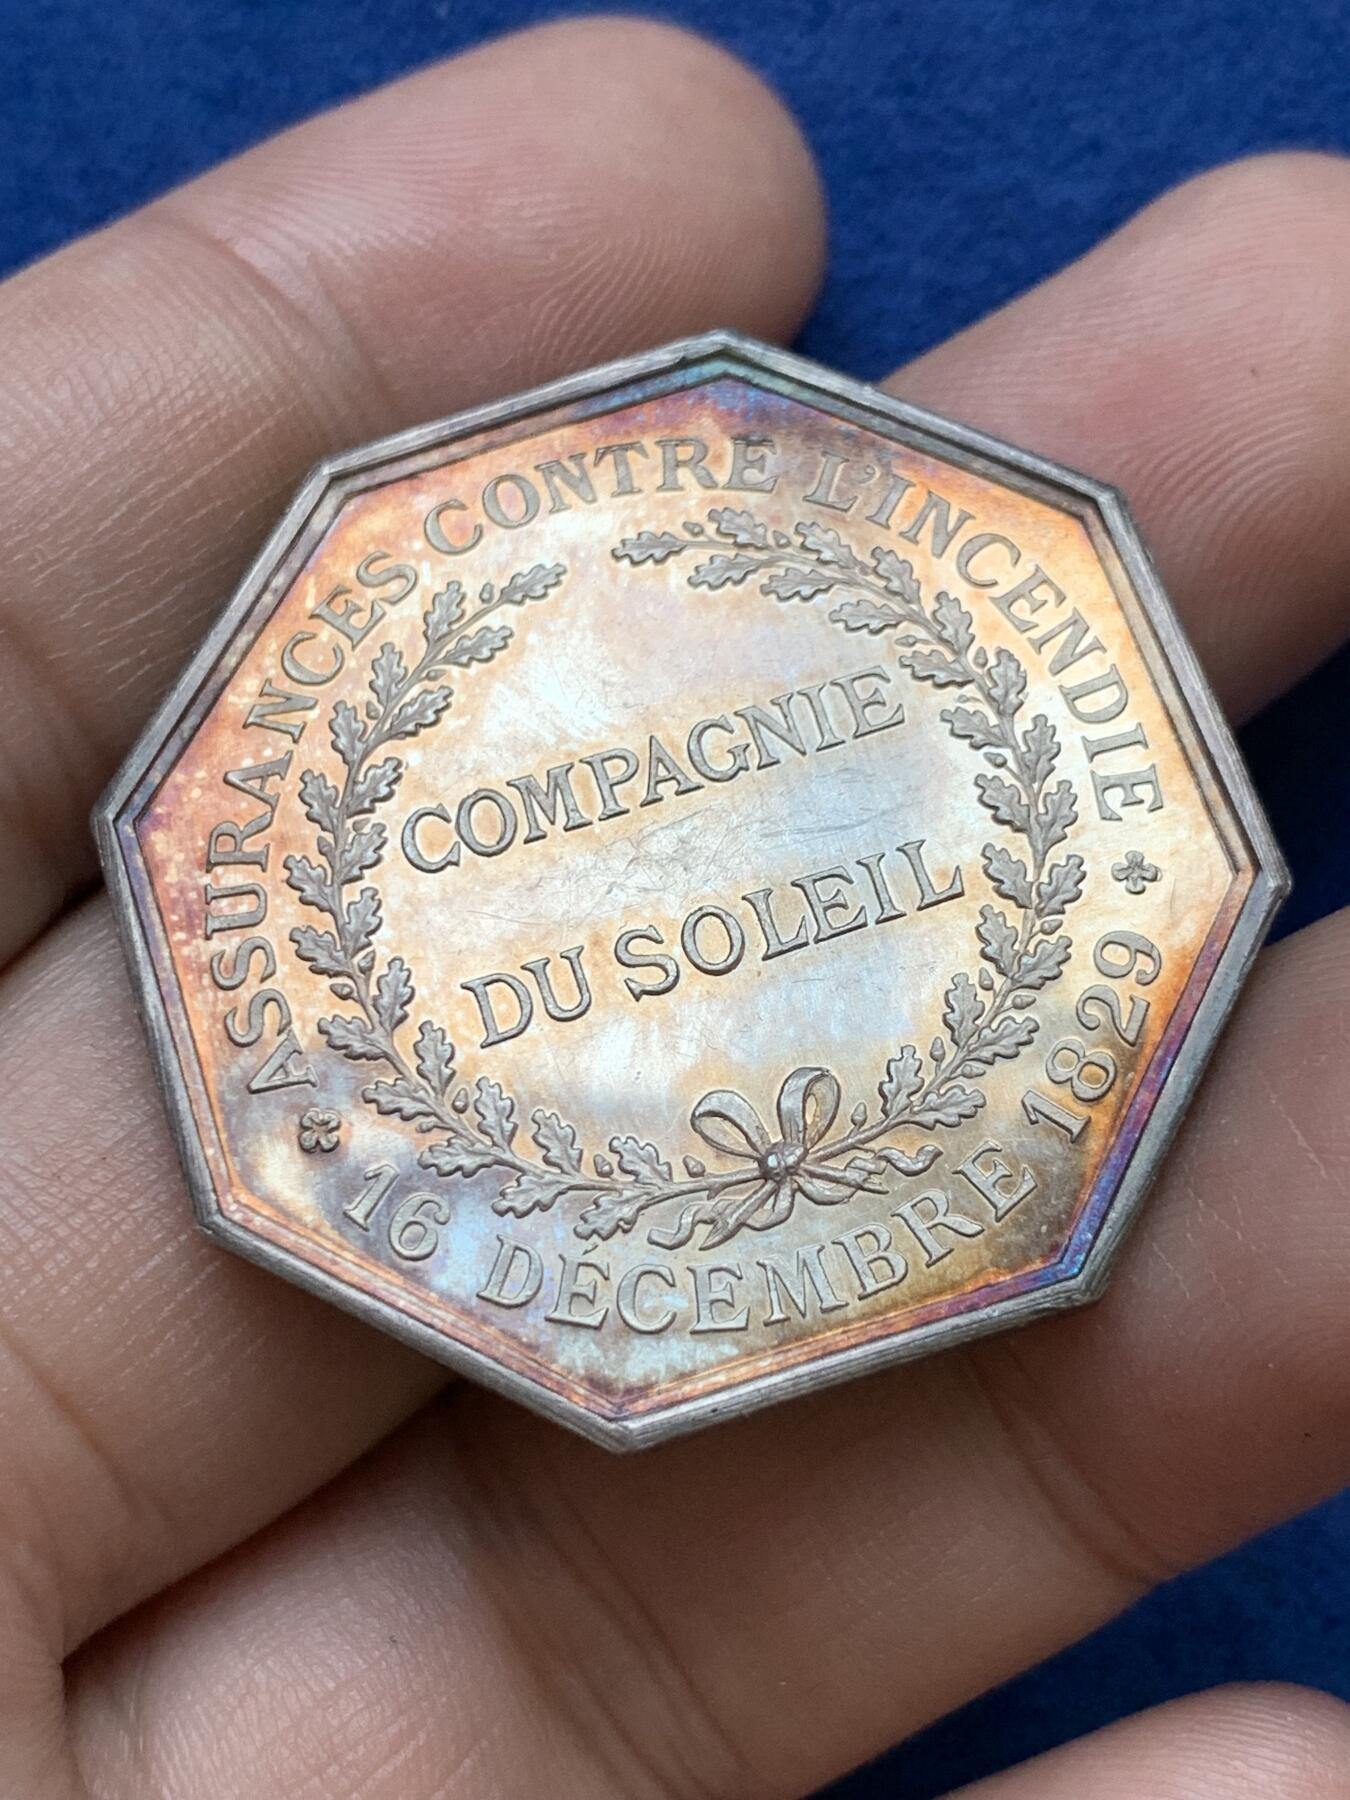 ASSURANCES CONTRE L'INCENDIE
COMPAGNIE
DU SOLEIL
16 DÉCEMBRE 1829